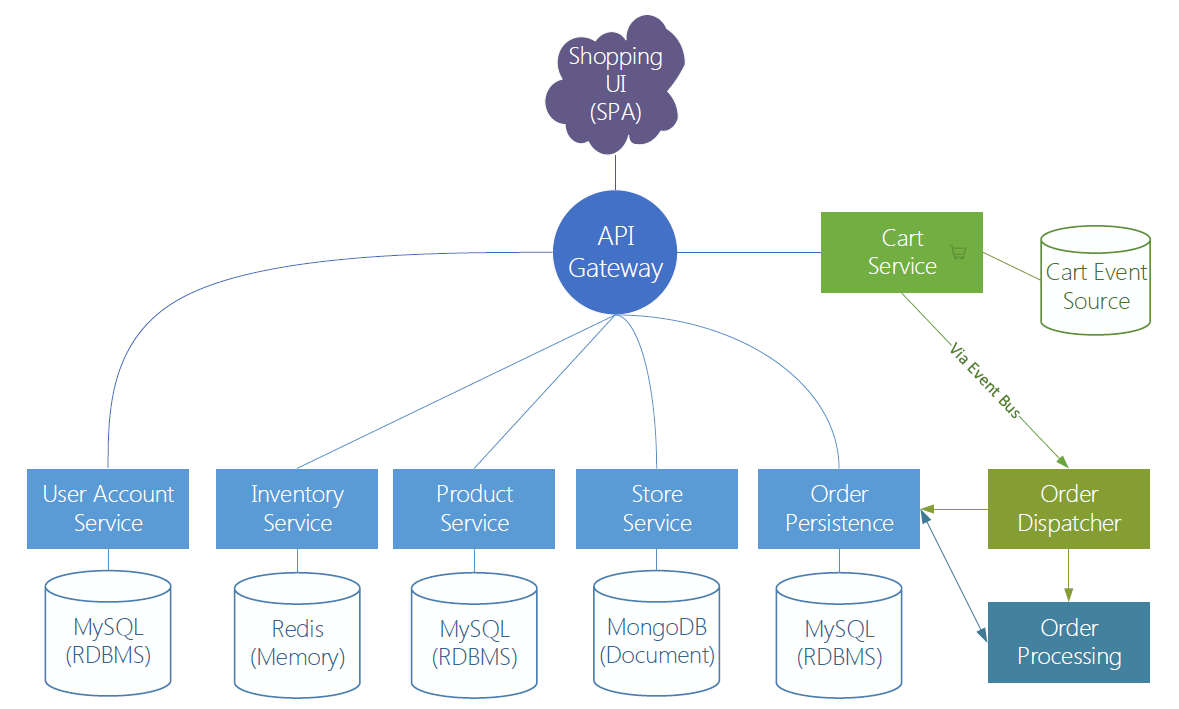 Shopping
UI
(SPA)
API
Gateway
Cart
Service
Cart Event
Source
Via Event Bus
User Account
Service
Inventory
Service
Product
Service
Store
Service
Order
Persistence
Order
Dispatcher
MySQL
(RDBMS)
Redis
(Memory)
MySQL
(RDBMS)
MongoDB
(Document)
MySQL
(RDBMS)
Order
Processing